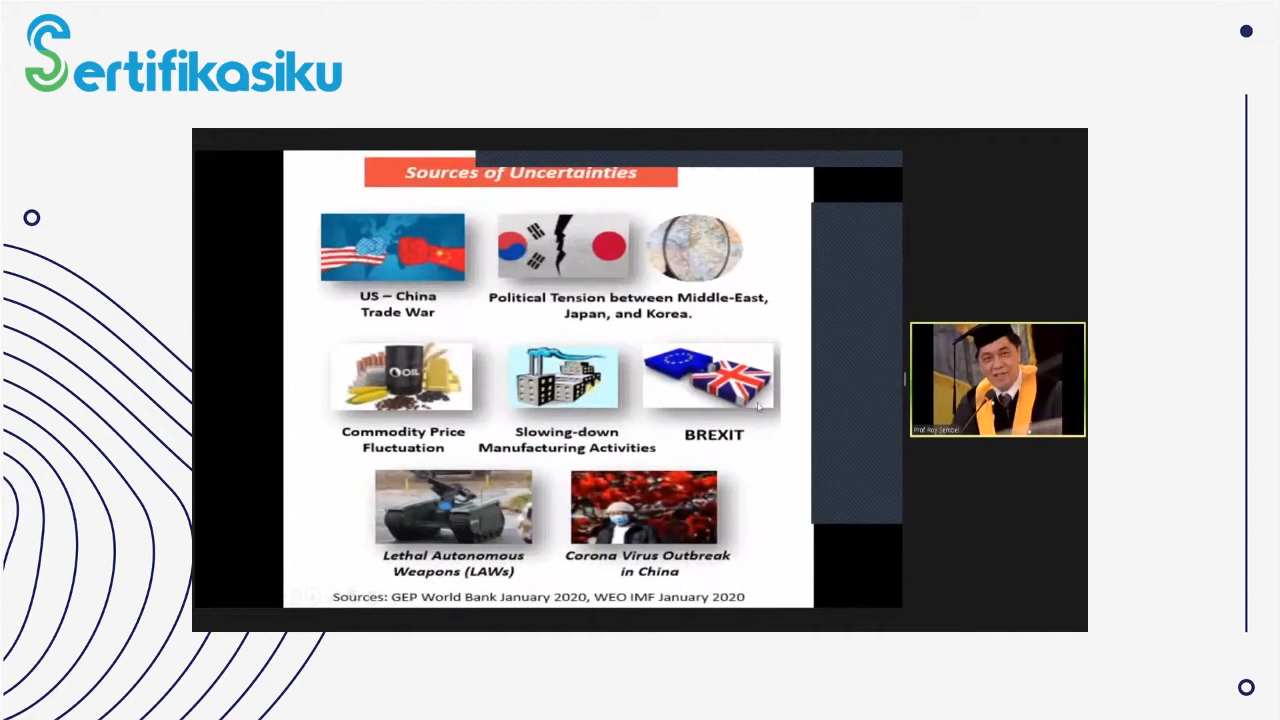 Sertifikasiku
Sources of Uncertainties
US – China
Trade War
Political Tension between Middle-East,
Japan, and Korea.
OIL
Commodity Price
Fluctuation
Slowing-down
Manufacturing Activities
BREXIT
Lethal Autonomous
Weapons (LAWs)
Corona Virus Outbreak
in China
Sources: GEP World Bank January 2020, WEO IMF January 2020
Prof Roy Sembel